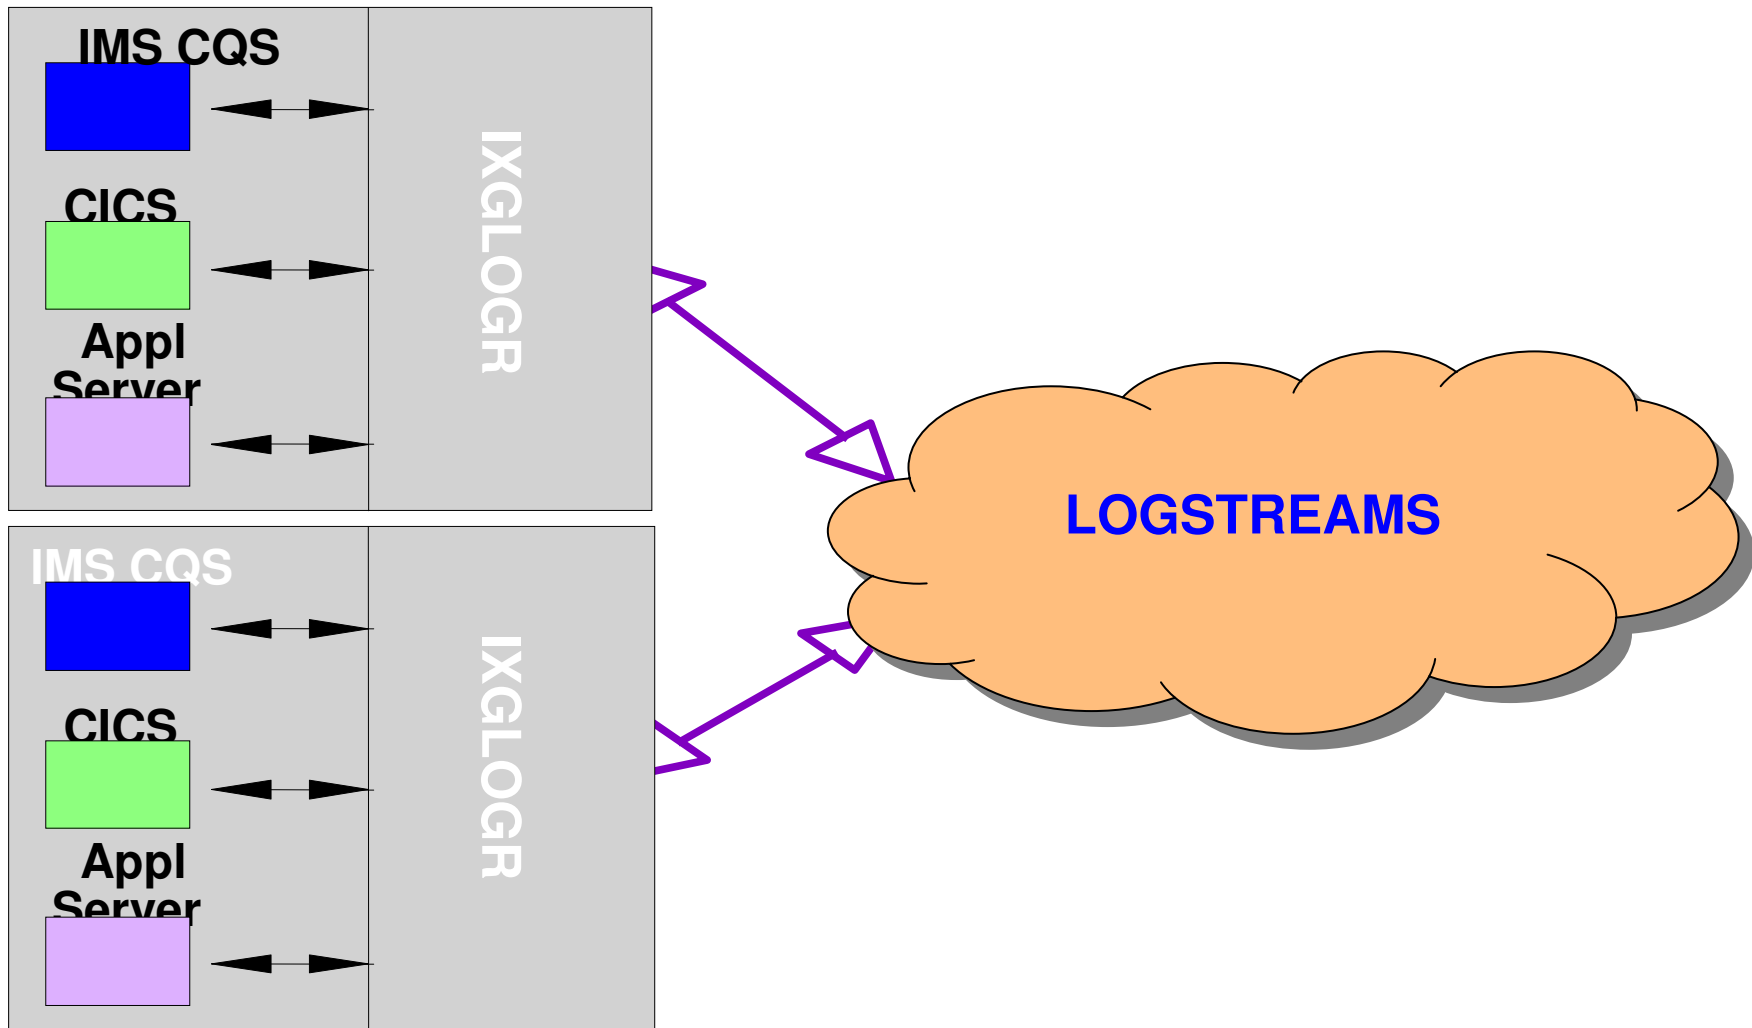 IMS CQS
CICS
Appl
Server
IXGLOGR
LOGSTREAMS
IMS CQS
CICS
Appl
Server
IXGLOGR